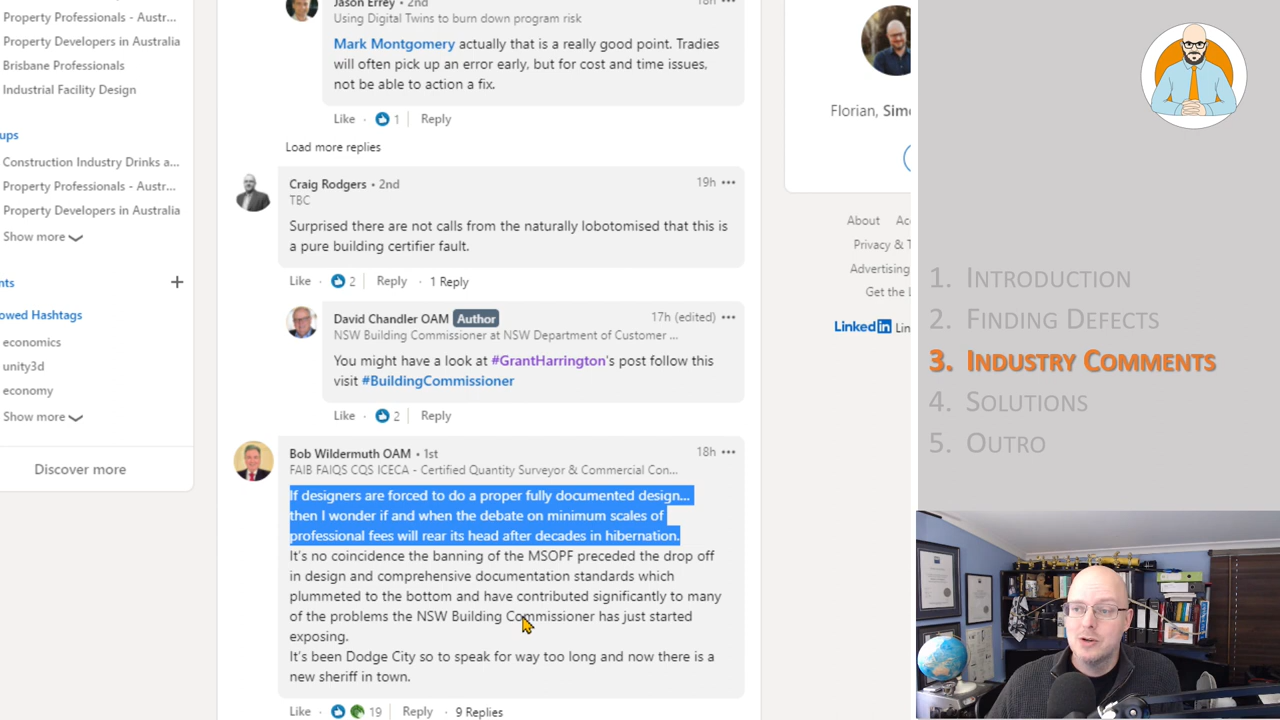 Property Professionals - Austr...
Property Developers in Australia
Brisbane Professionals
Industrial Facility Design
ups
Construction Industry Drinks a...
Property Professionals - Austr...
Property Developers in Australia
Show more
nts
+
owed Hashtags
economics
unity3d
economy
Show more
Discover more
Jason Errey • 2nd
18h
Using Digital Twins to burn down program risk
Mark Montgomery actually that is a really good point. Tradies
will often pick up an error early, but for cost and time issues,
not be able to action a fix.
Like · 1 | Reply
Load more replies
Craig Rodgers • 2nd
19h
TBC
Surprised there are not calls from the naturally lobotomised that this is
a pure building certifier fault.
Like · 2 | Reply · 1 Reply
David Chandler OAM Author
17h (edited)
NSW Building Commissioner at NSW Department of Customer ...
You might have a look at #GrantHarrington's post follow this
visit #BuildingCommissioner
Like · 2 | Reply
Bob Wildermuth OAM • 1st
18h
FAIB FAIQS CQS ICECA - Certified Quantity Surveyor & Commercial Con...
If designers are forced to do a proper fully documented design...
then I wonder if and when the debate on minimum scales of
professional fees will rear its head after decades in hibernation.
It's no coincidence the banning of the MSOPF preceded the drop off
in design and comprehensive documentation standards which
plummeted to the bottom and have contributed significantly to many
of the problems the NSW Building Commissioner has just started
exposing.
It's been Dodge City so to speak for way too long and now there is a
new sheriff in town.
Like · 19 | Reply · 9 Replies
Florian, Sim
About Ac
Privacy & T
Advertising
Get the L
Linked in Lin
1. Introduction
2. Finding Defects
3. Industry Comments
4. Solutions
5. Outro